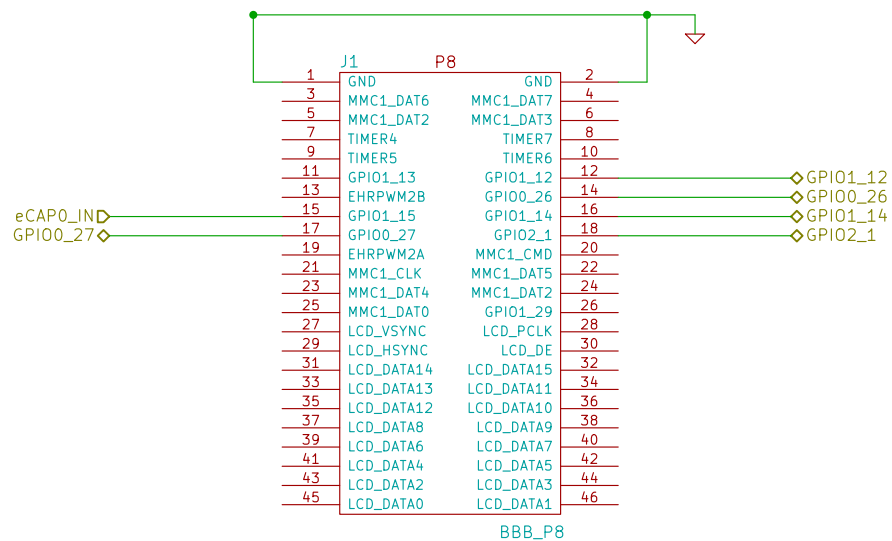 J1 P8
1 GND GND 2
3 MMC1_DAT6 MMC1_DAT7 4
5 MMC1_DAT2 MMC1_DAT3 6
7 TIMER4 TIMER7 8
9 TIMER5 TIMER6 10
11 GPIO1_13 GPIO1_12 12 GPIO1_12
13 EHRPWM2B GPIO0_26 14 GPIO0_26
eCAP0_IN 15 GPIO1_15 GPIO1_14 16 GPIO1_14
GPIO0_27 17 GPIO0_27 GPIO2_1 18 GPIO2_1
19 EHRPWM2A MMC1_CMD 20
21 MMC1_CLK MMC1_DAT5 22
23 MMC1_DAT4 MMC1_DAT2 24
25 MMC1_DAT0 GPIO1_29 26
27 LCD_VSYNC LCD_PCLK 28
29 LCD_HSYNC LCD_DE 30
31 LCD_DATA14 LCD_DATA15 32
33 LCD_DATA13 LCD_DATA11 34
35 LCD_DATA12 LCD_DATA10 36
37 LCD_DATA8 LCD_DATA9 38
39 LCD_DATA6 LCD_DATA7 40
41 LCD_DATA4 LCD_DATA5 42
43 LCD_DATA2 LCD_DATA3 44
45 LCD_DATA0 LCD_DATA1 46
BBB_P8